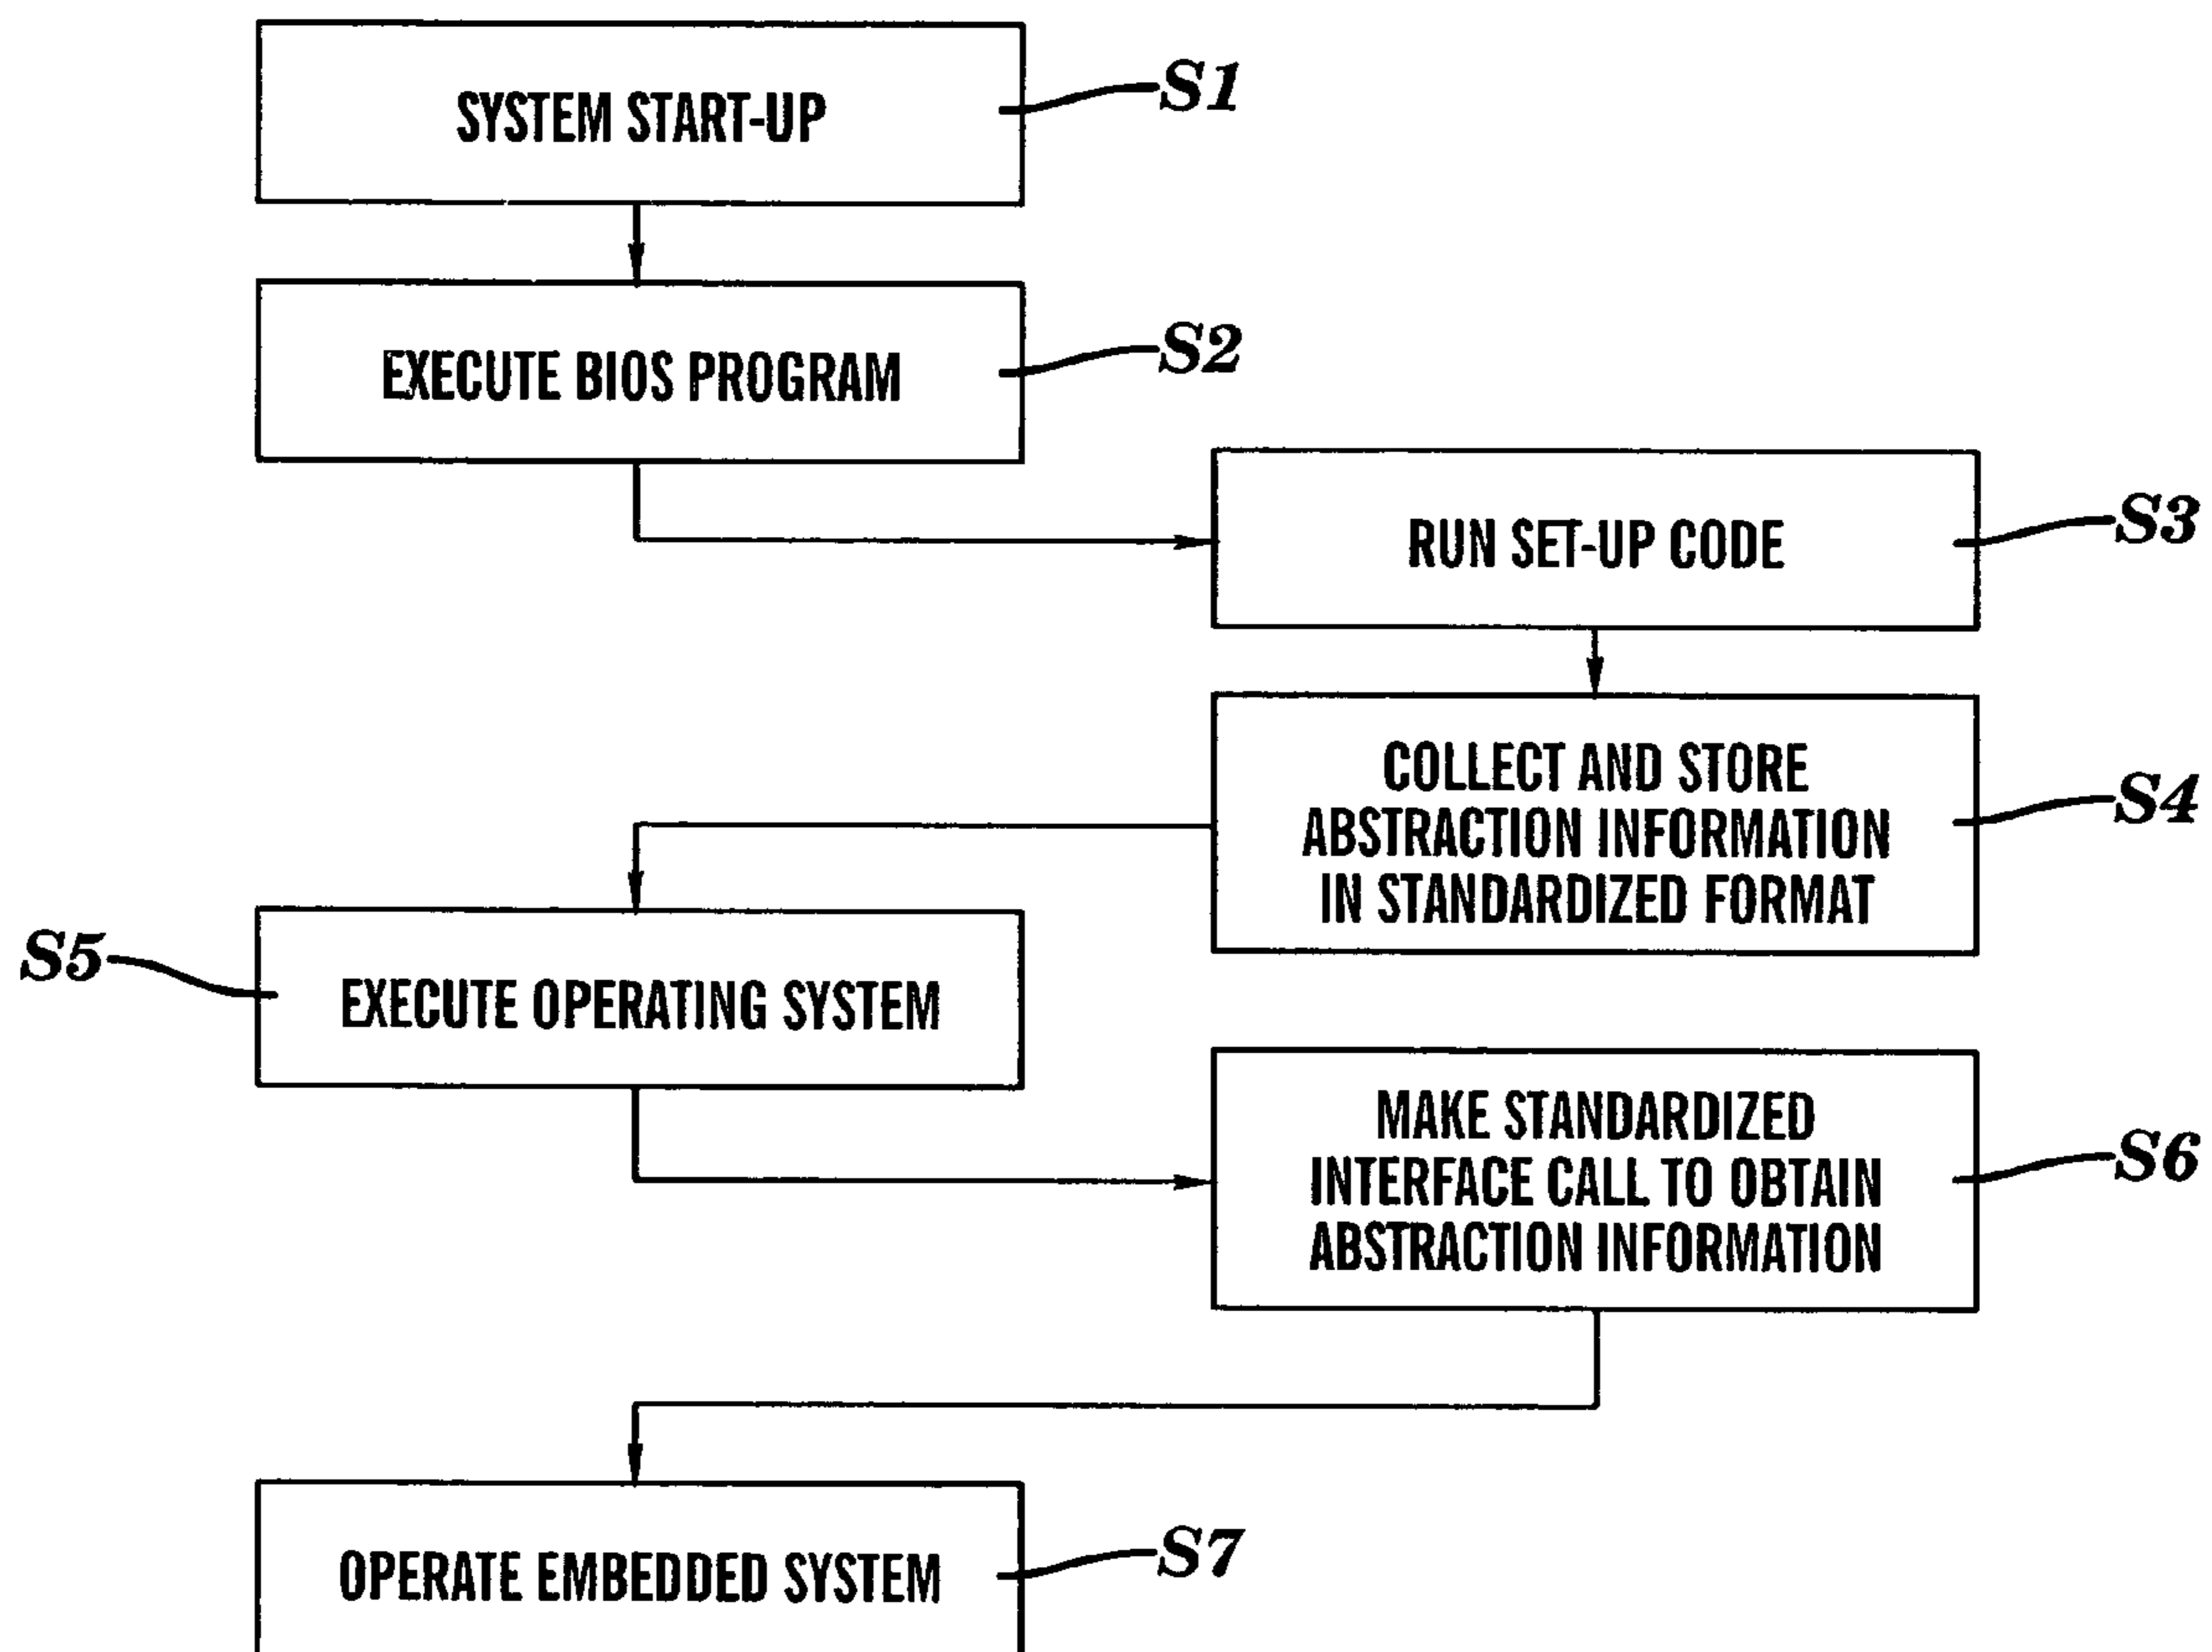 SYSTEM START-UP
S1
EXECUTE BIOS PROGRAM
S2
RUN SET-UP CODE
S3
COLLECT AND STORE
ABSTRACTION INFORMATION
IN STANDARDIZED FORMAT
S4
S5
EXECUTE OPERATING SYSTEM
MAKE STANDARDIZED
INTERFACE CALL TO OBTAIN
ABSTRACTION INFORMATION
S6
OPERATE EMBEDDED SYSTEM
S7